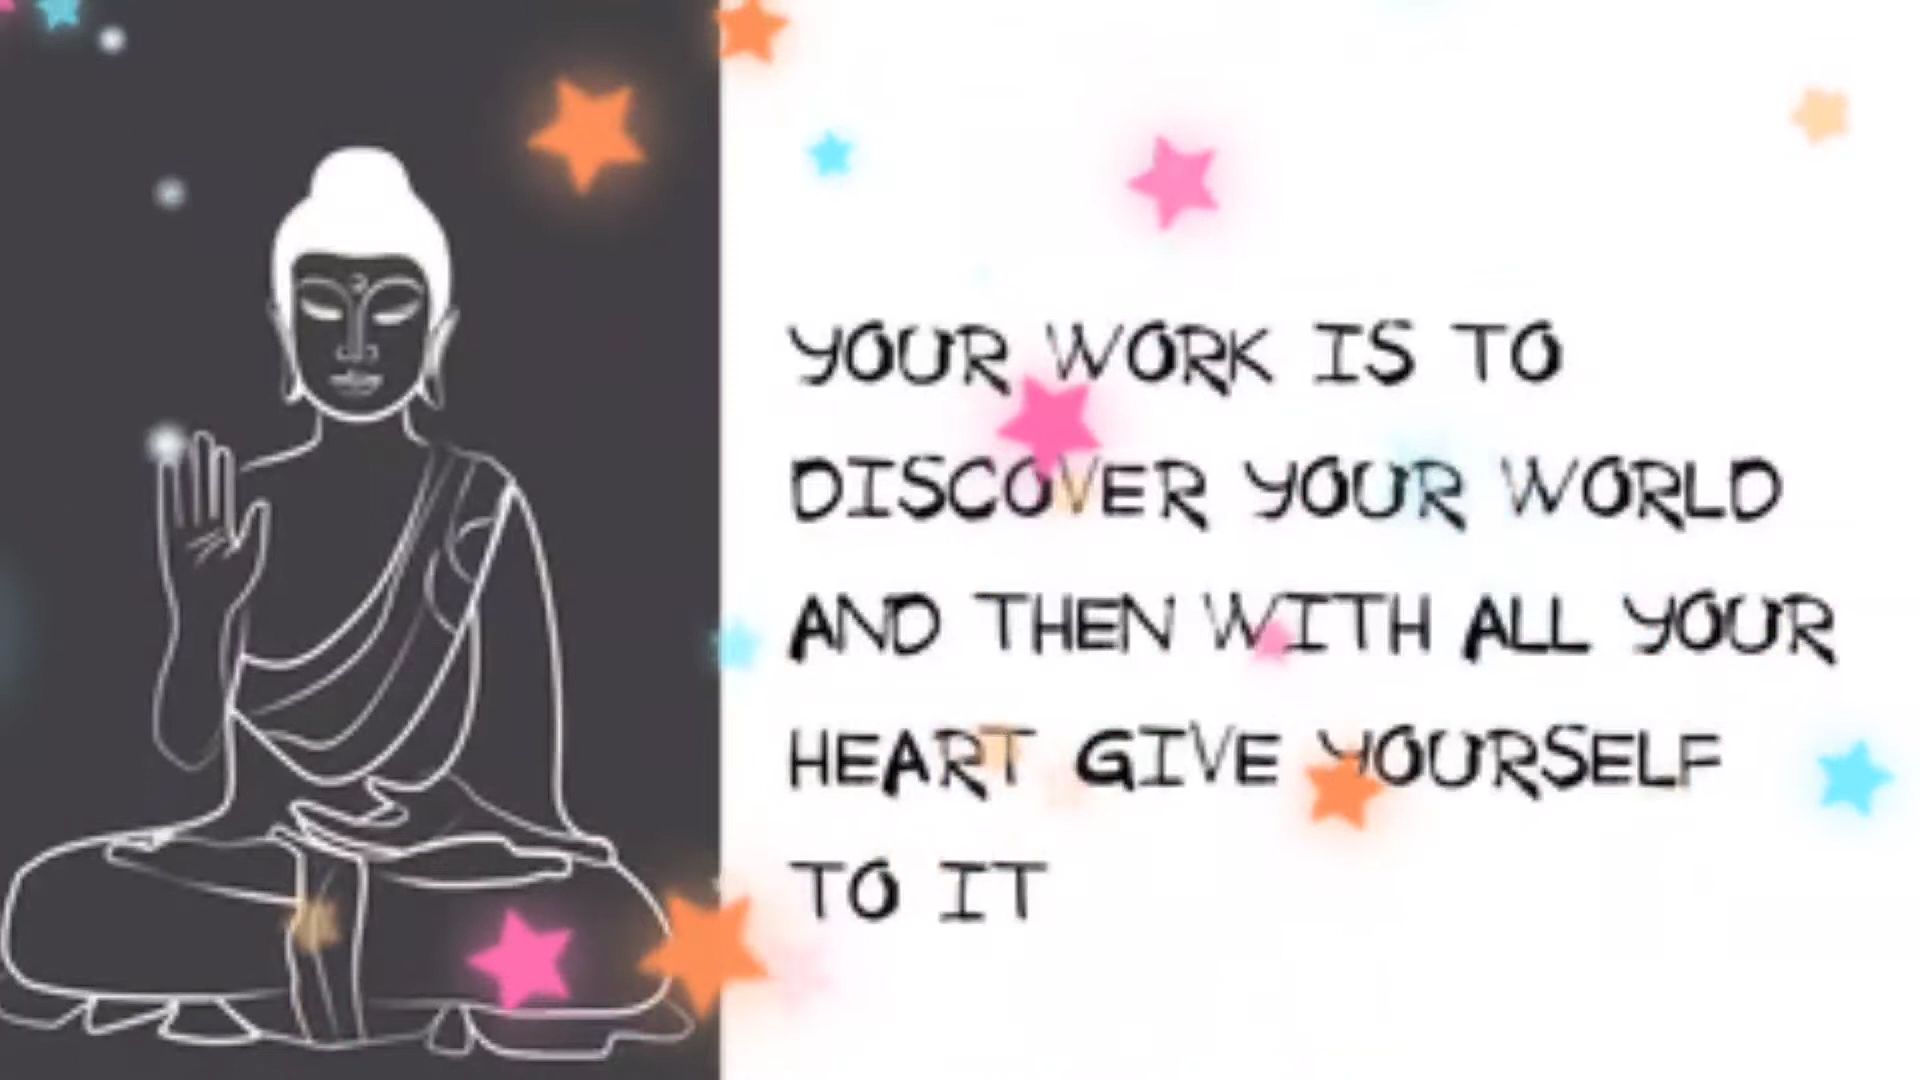 YOUR WORK IS TO
DISCOVER YOUR WORLD
AND THEN WITH ALL YOUR
HEART GIVE YOURSELF
TO IT